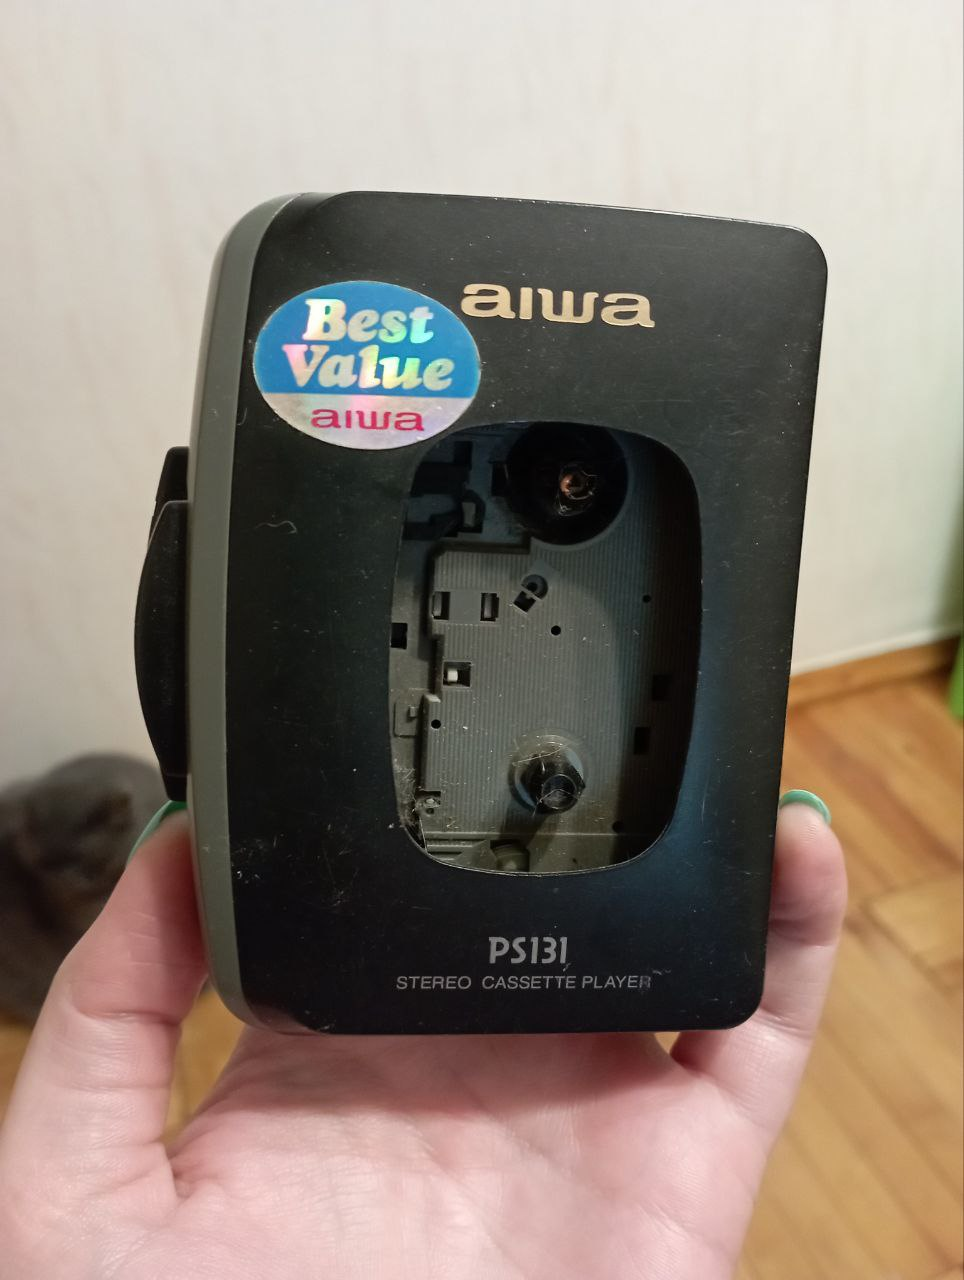 aiwa
Best
Value
aiwa
PS131
STEREO CASSETTE PLAYER